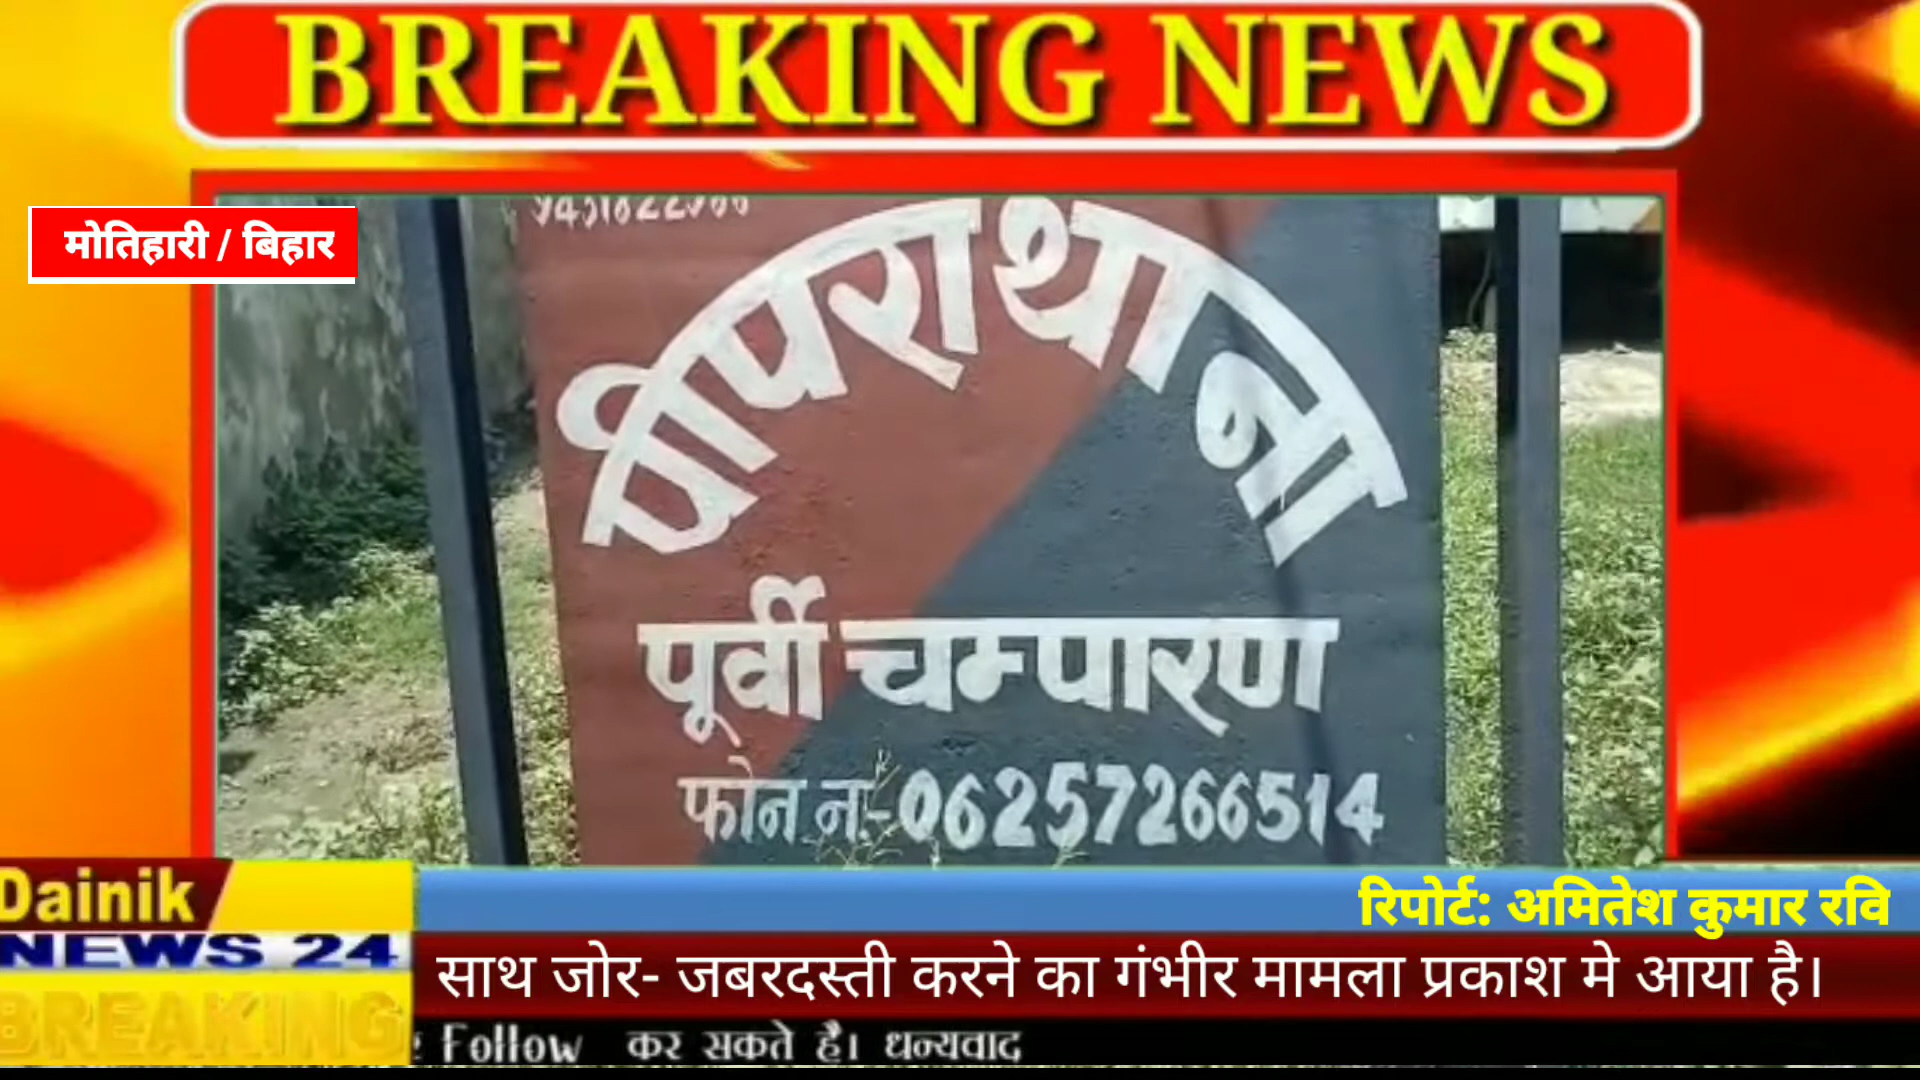 BREAKING NEWS
मोतिहारी / बिहार
पीपरा थाना
पूर्वी चम्पारण
फोन न॰-06257266514
Dainik
NEWS 24
BREAKING
रिपोर्ट: अमितेश कुमार रवि
साथ जोर- जबरदस्ती करने का गंभीर मामला प्रकाश मे आया है।
Follow कर सकते है। धन्यवाद